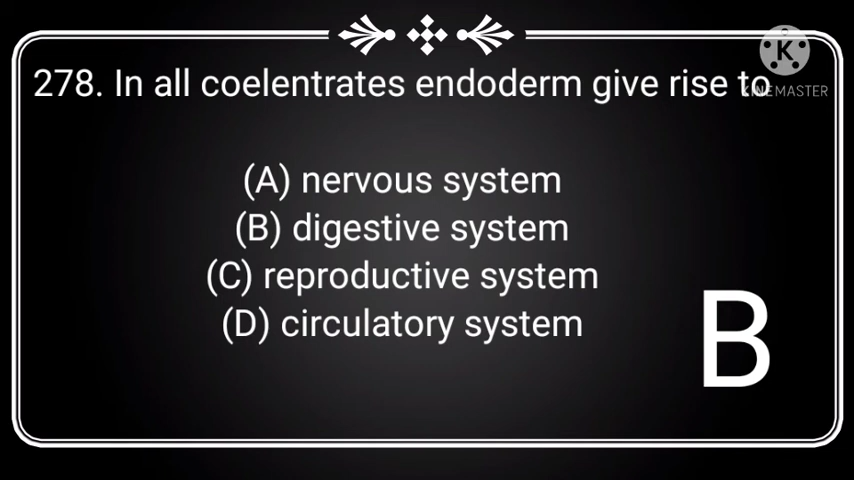 278. In all coelentrates endoderm give rise to
KINEMASTER
(A) nervous system
(B) digestive system
(C) reproductive system
(D) circulatory system
B